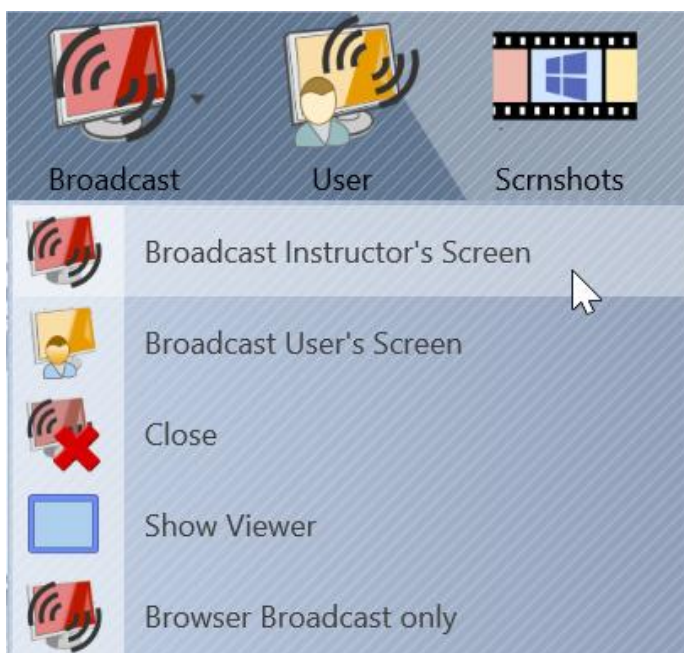 Broadcast User Scrnshots
Broadcast Instructor's Screen
Broadcast User's Screen
Close
Show Viewer
Browser Broadcast only